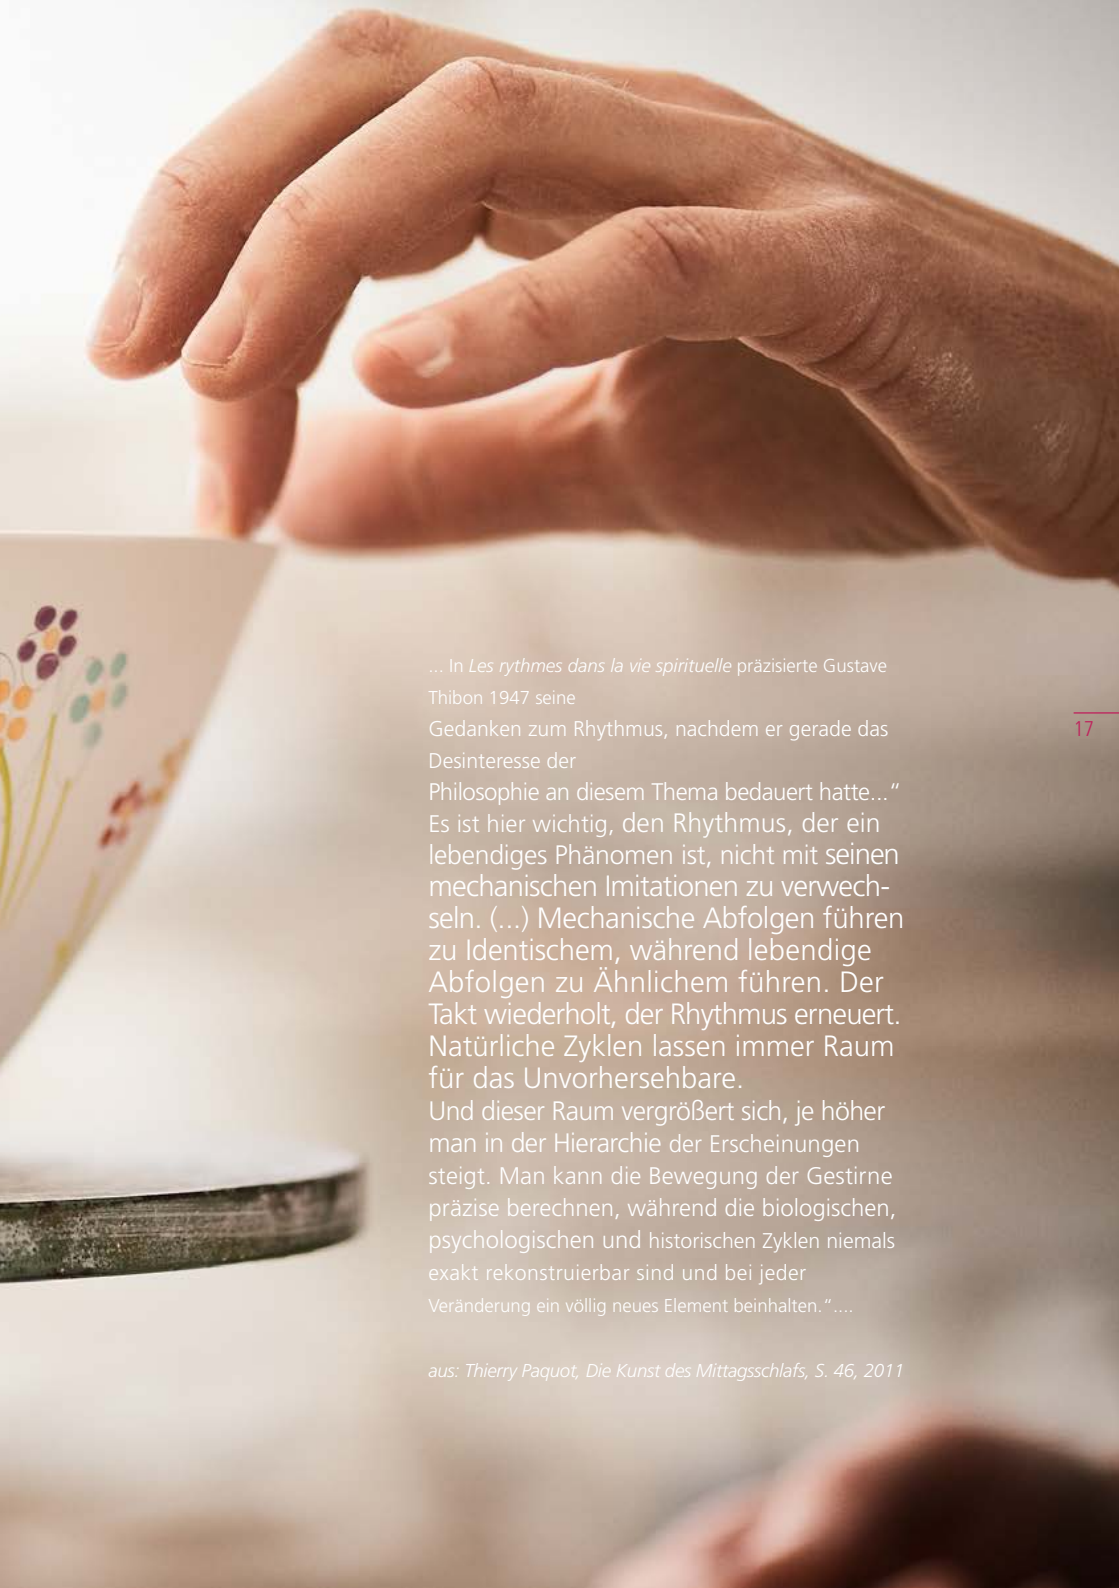 ... In Les rythmes dans la vie spirituelle präzisierte Gustave
Thibon 1947 seine
Gedanken zum Rhythmus, nachdem er gerade das
Desinteresse der
Philosophie an diesem Thema bedauert hatte...“
Es ist hier wichtig, den Rhythmus, der ein
lebendiges Phänomen ist, nicht mit seinen
mechanischen Imitationen zu verwech-
seln. (...) Mechanische Abfolgen führen
zu Identischem, während lebendige
Abfolgen zu Ähnlichem führen. Der
Takt wiederholt, der Rhythmus erneuert.
Natürliche Zyklen lassen immer Raum
für das Unvorhersehbare.
Und dieser Raum vergrößert sich, je höher
man in der Hierarchie der Erscheinungen
steigt. Man kann die Bewegung der Gestirne
präzise berechnen, während die biologischen,
psychologischen und historischen Zyklen niemals
exakt rekonstruierbar sind und bei jeder
Veränderung ein völlig neues Element beinhalten.“....
aus: Thierry Paquot, Die Kunst des Mittagsschlafs, S. 46, 2011
17